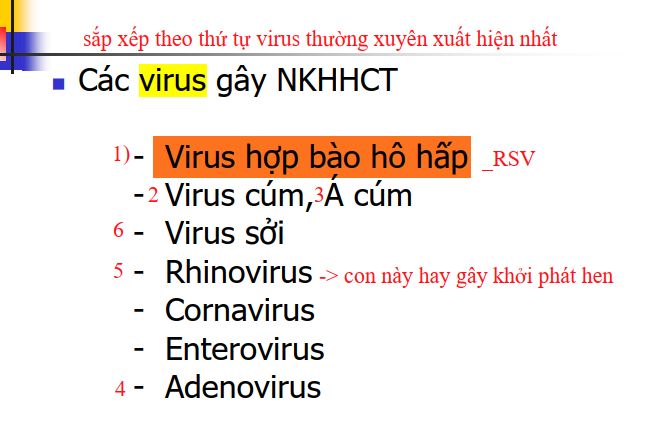 sắp xếp theo thứ tự virus thường xuyên xuất hiện nhất
Các virus gây NKHHCT
1) - Virus hợp bào hô hấp _RSV
- 2 Virus cúm,3Á cúm
6 - Virus sởi
5 - Rhinovirus -> con này hay gây khởi phát hen
- Cornavirus
- Enterovirus
4 - Adenovirus